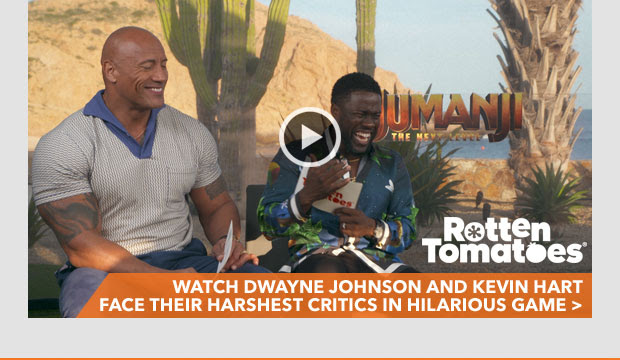 JUMANJI
THE NEXT LEVEL
Rotten
Tomatoes®
WATCH DWAYNE JOHNSON AND KEVIN HART
FACE THEIR HARSHEST CRITICS IN HILARIOUS GAME >